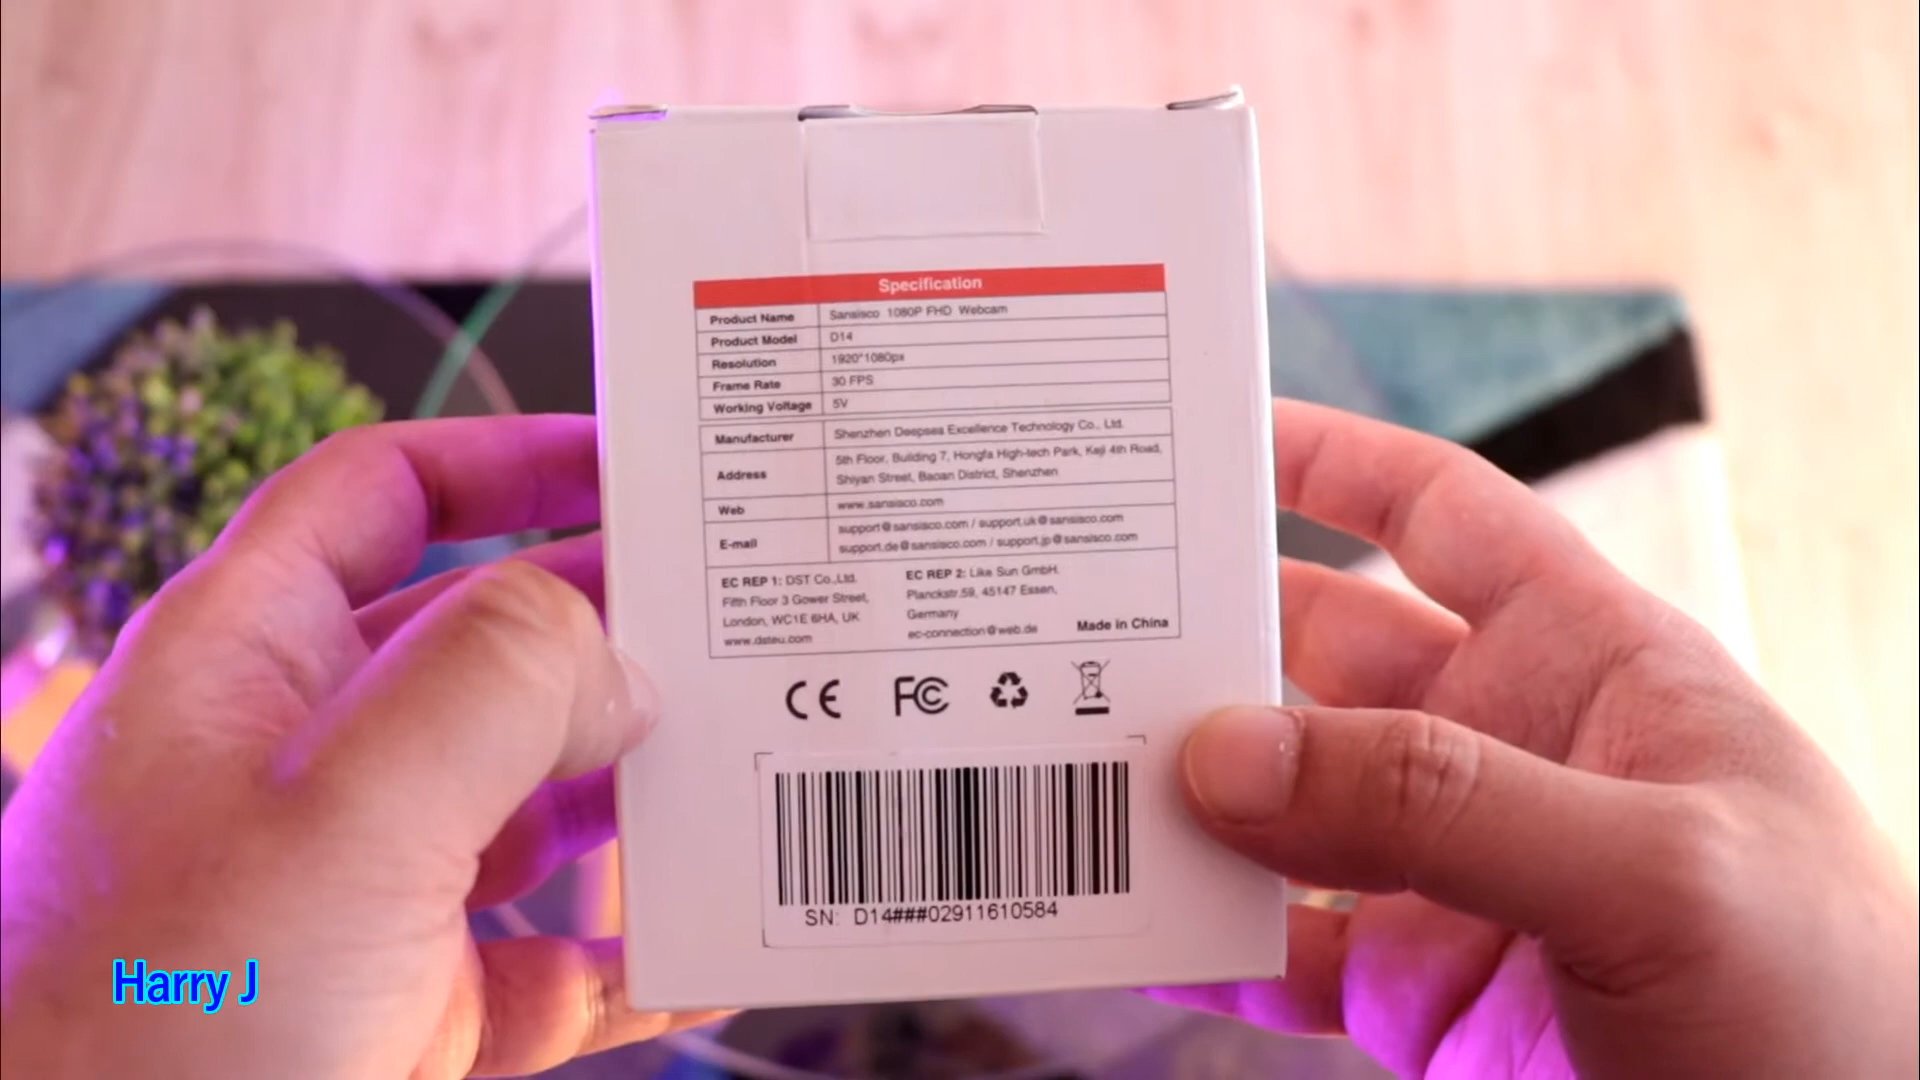 Specification
Product Name Sansisco 1080P FHD Webcam
Product Model D14
Resolution 1920*1080px
Frame Rate 30 FPS
Working Voltage 5V
Manufacturer Shenzhen Deepsea Excellence Technology Co., Ltd.
Address 5th Floor, Building 7, Hongfa High-tech Park, Keji 4th Road,
Shiyan Street, Baoan District, Shenzhen
Web www.sansisco.com
E-mail support@sansisco.com / support.uk@sansisco.com
support.de@sansisco.com / support.jp@sansisco.com
EC REP 1: DST Co.,Ltd.
Fifth Floor 3 Gower Street,
London, WC1E 6HA, UK
www.dsteu.com
EC REP 2: Like Sun GmbH.
Planckstr.59, 45147 Essen,
Germany
ec-connection@web.de
Made in China
CE FC
SN: D14###02911610584
Harry J